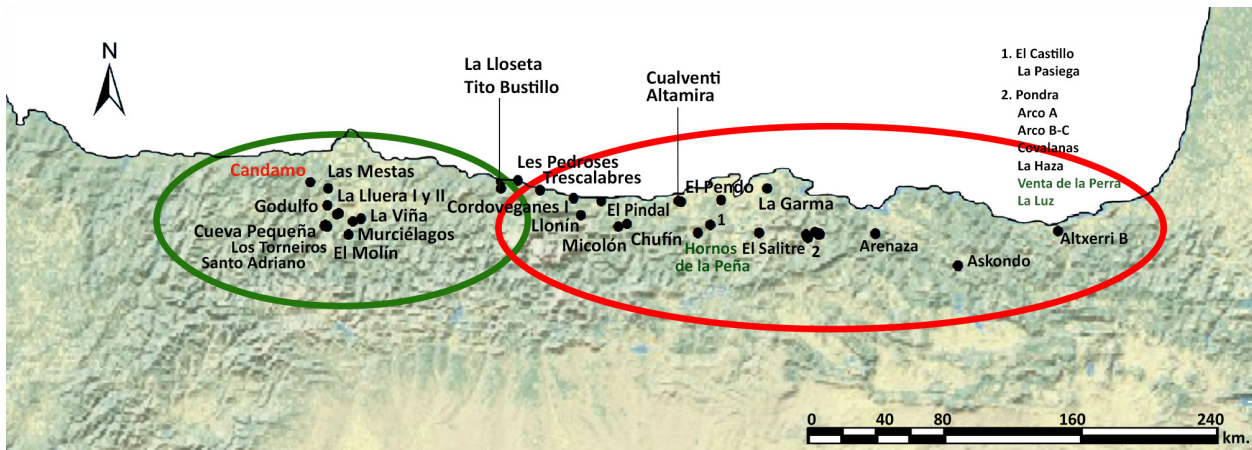 N
La Lloseta
Tito Bustillo
Cualventi
Altamira
1. El Castillo
La Pasiega
2. Pondra
Arco A
Arco B-C
Covalanas
La Haza
Venta de la Perra
La Luz
Candamo
Las Mestas
La Lluera I y II
Godulfo
La Viña
Cueva Pequeña
Murciélagos
Los Torneiros
El Molín
Santo Adriano
Les Pedroses
Trescalabres
Cordoveganes I
El Pindal
Llonín
Micolón
Chufín
El Pendo
La Garma
1
Hornos
de la Peña
El Salitre
2
Arenaza
Askondo
Altxerri B
0 40 80 160 240
km.